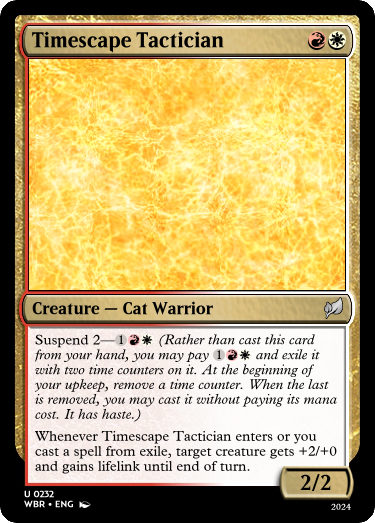 Timescape Tactician
Creature — Cat Warrior
Suspend 2—1 (Rather than cast this card
from your hand, you may pay 1 and exile it
with two time counters on it. At the beginning of
your upkeep, remove a time counter. When the last
is removed, you may cast it without paying its mana
cost. It has haste.)
Whenever Timescape Tactician enters or you
cast a spell from exile, target creature gets +2/+0
and gains lifelink until end of turn.
2/2
U 0232
WBR • ENG
2024